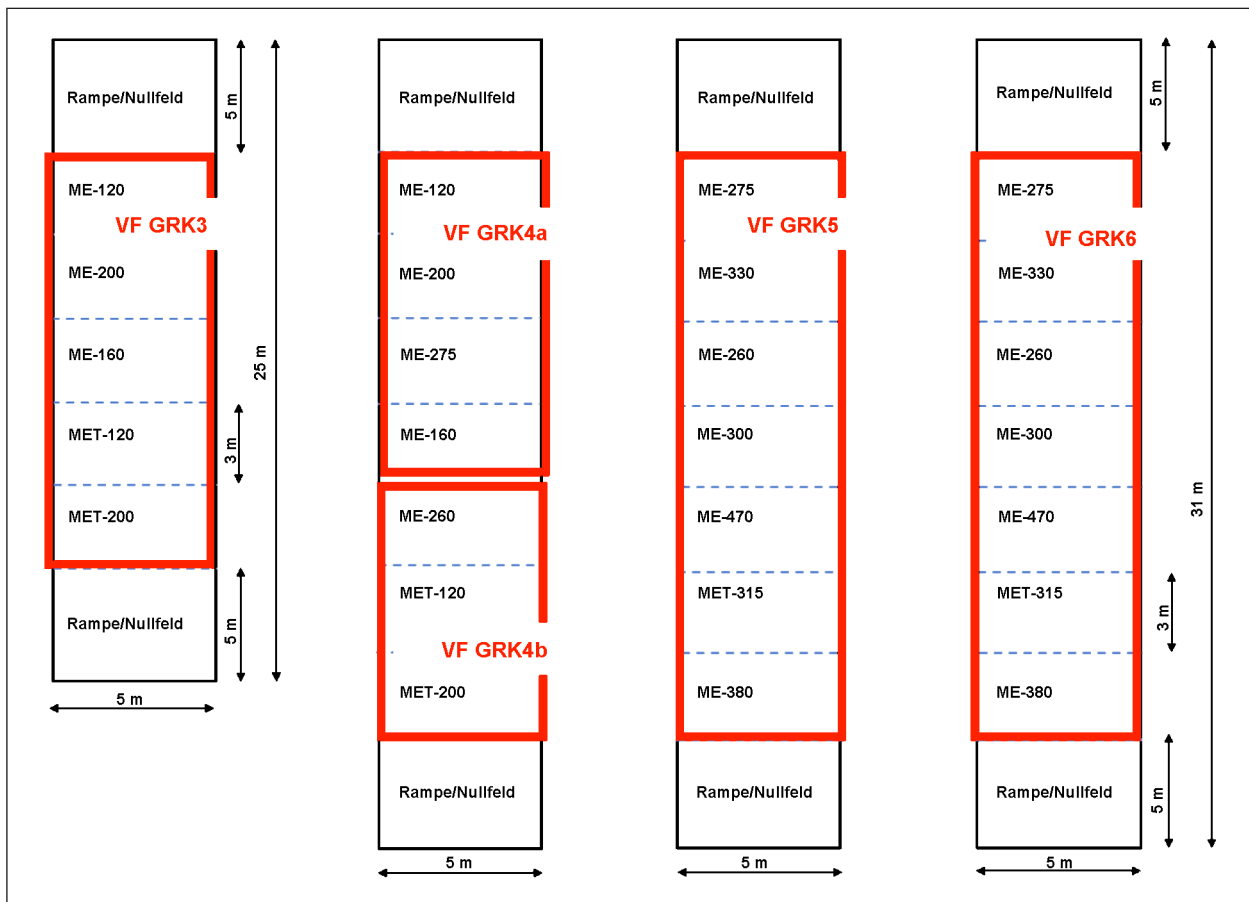 Rampe/Nullfeld
ME-120
VF GRK3
ME-200
ME-160
MET-120
MET-200
Rampe/Nullfeld
5 m
3 m
5 m
25 m
5 m
Rampe/Nullfeld
ME-120
VF GRK4a
ME-200
ME-275
ME-160
ME-260
MET-120
VF GRK4b
MET-200
Rampe/Nullfeld
5 m
Rampe/Nullfeld
ME-275
VF GRK5
ME-330
ME-260
ME-300
ME-470
MET-315
ME-380
Rampe/Nullfeld
5 m
Rampe/Nullfeld
ME-275
VF GRK6
ME-330
ME-260
ME-300
ME-470
MET-315
ME-380
Rampe/Nullfeld
5 m
3 m
5 m
31 m
5 m